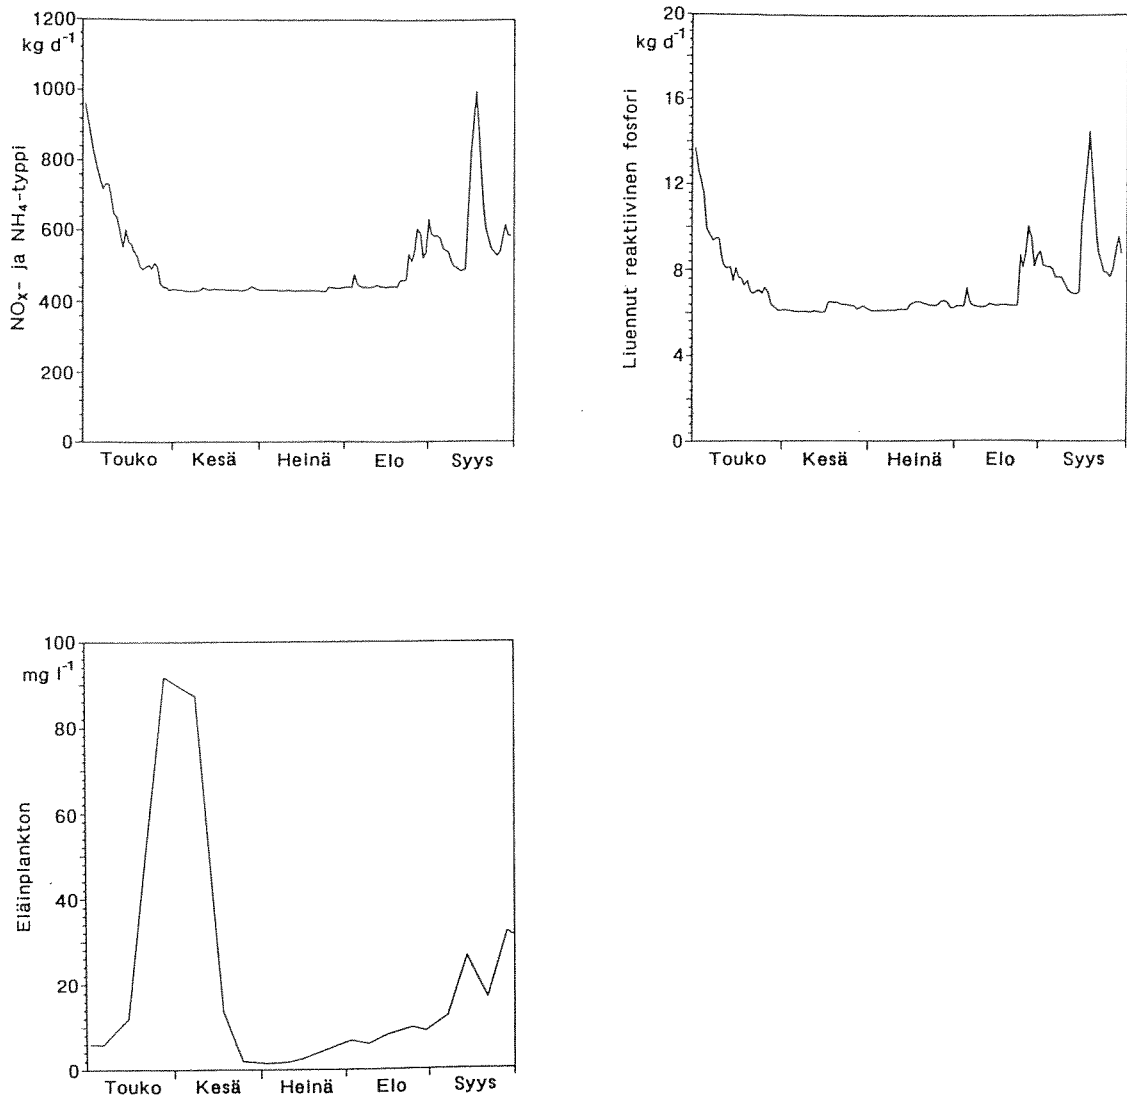 1200
kg d⁻¹
1000
800
600
400
200
0
NOx- ja NH₄-typpi
Touko Kesä Heinä Elo Syys
20
kg d⁻¹
16
12
8
4
0
Liuennut reaktiivinen fosfori
Touko Kesä Heinä Elo Syys
100
mg l⁻¹
80
60
40
20
0
Eläinplankton
Touko Kesä Heinä Elo Syys